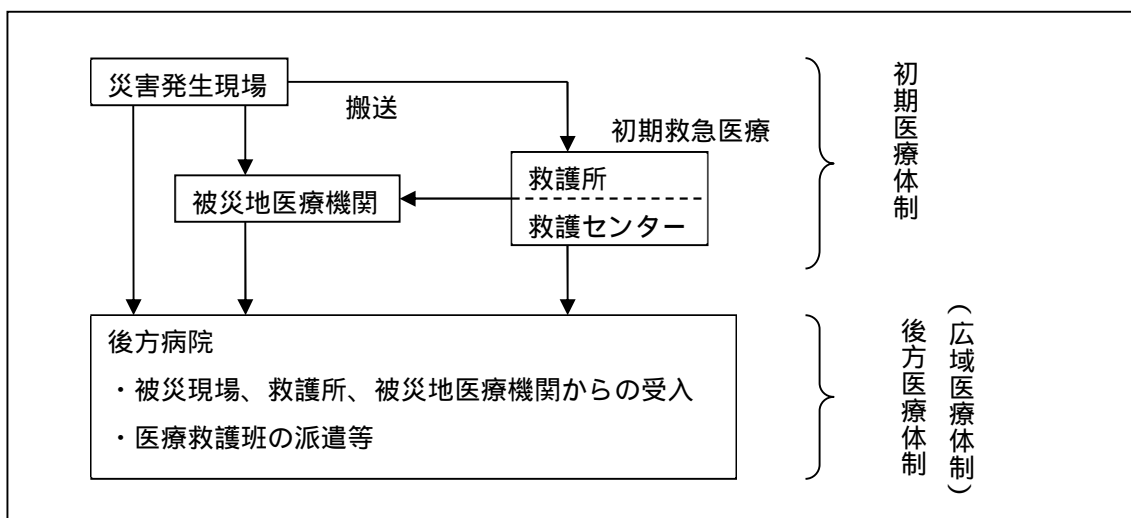 災害発生現場
搬送
初期救急医療
救護所
救護センター
被災地医療機関
初期医療体制
後方病院
・被災現場、救護所、被災地医療機関からの受入
・医療救護班の派遣等
(広域医療体制)
後方医療体制